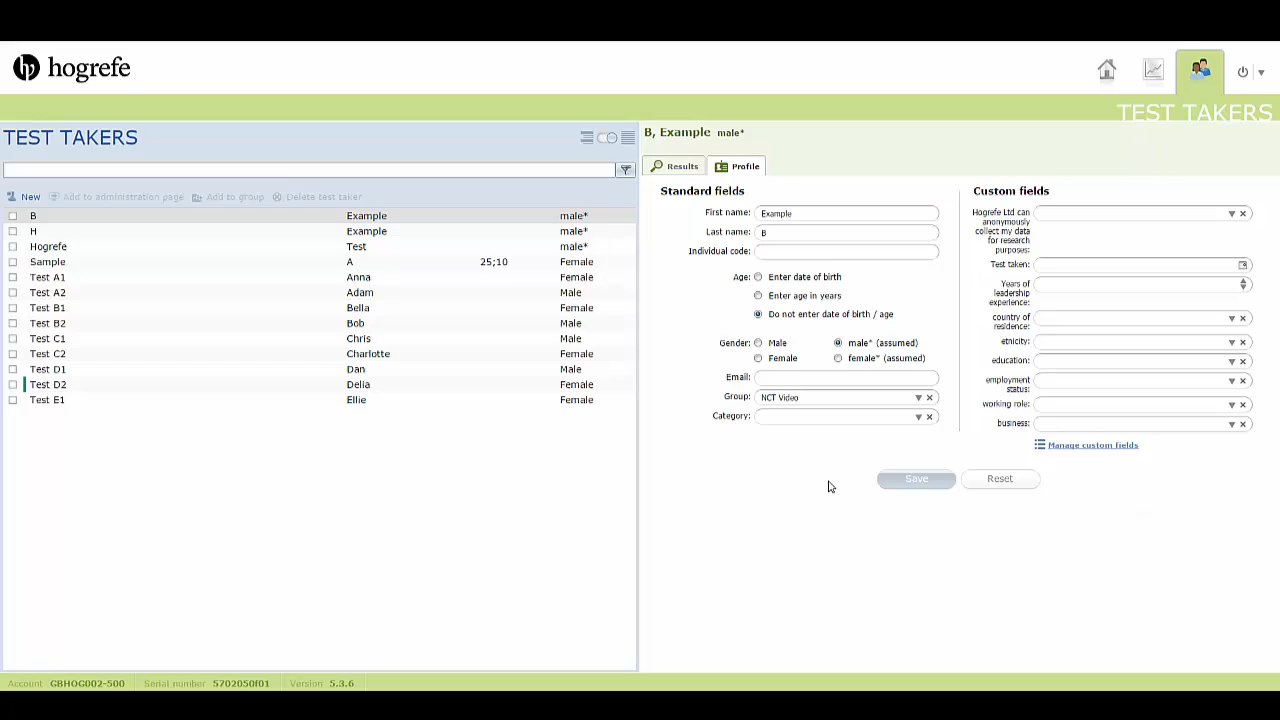 hp hogrefe
TEST TAKERS
TEST TAKERS
New Add to administration page Add to group Delete test taker
B Example male*
H Example male*
Hogrefe Test male*
Sample A 25;10 Female
Test A1 Anna Female
Test A2 Adam Male
Test B1 Bella Female
Test B2 Bob Male
Test C1 Chris Male
Test C2 Charlotte Female
Test D1 Dan Male
Test D2 Delia Female
Test E1 Ellie Female
B, Example male*
Results Profile
Standard fields
First name: Example
Last name: B
Individual code:
Age: Enter date of birth
Enter age in years
Do not enter date of birth / age
Gender: Male male* (assumed)
Female female* (assumed)
Email:
Group: NCT Video
Category:
Custom fields
Hogrefe Ltd can
anonymously
collect my data
for research
purposes:
Test taken:
Years of
leadership
experience:
country of
residence:
etnicity:
education:
employment
status:
working role:
business:
Manage custom fields
Save Reset
Account GBHOG002-500 Serial number 5702050f01 Version 5.3.6